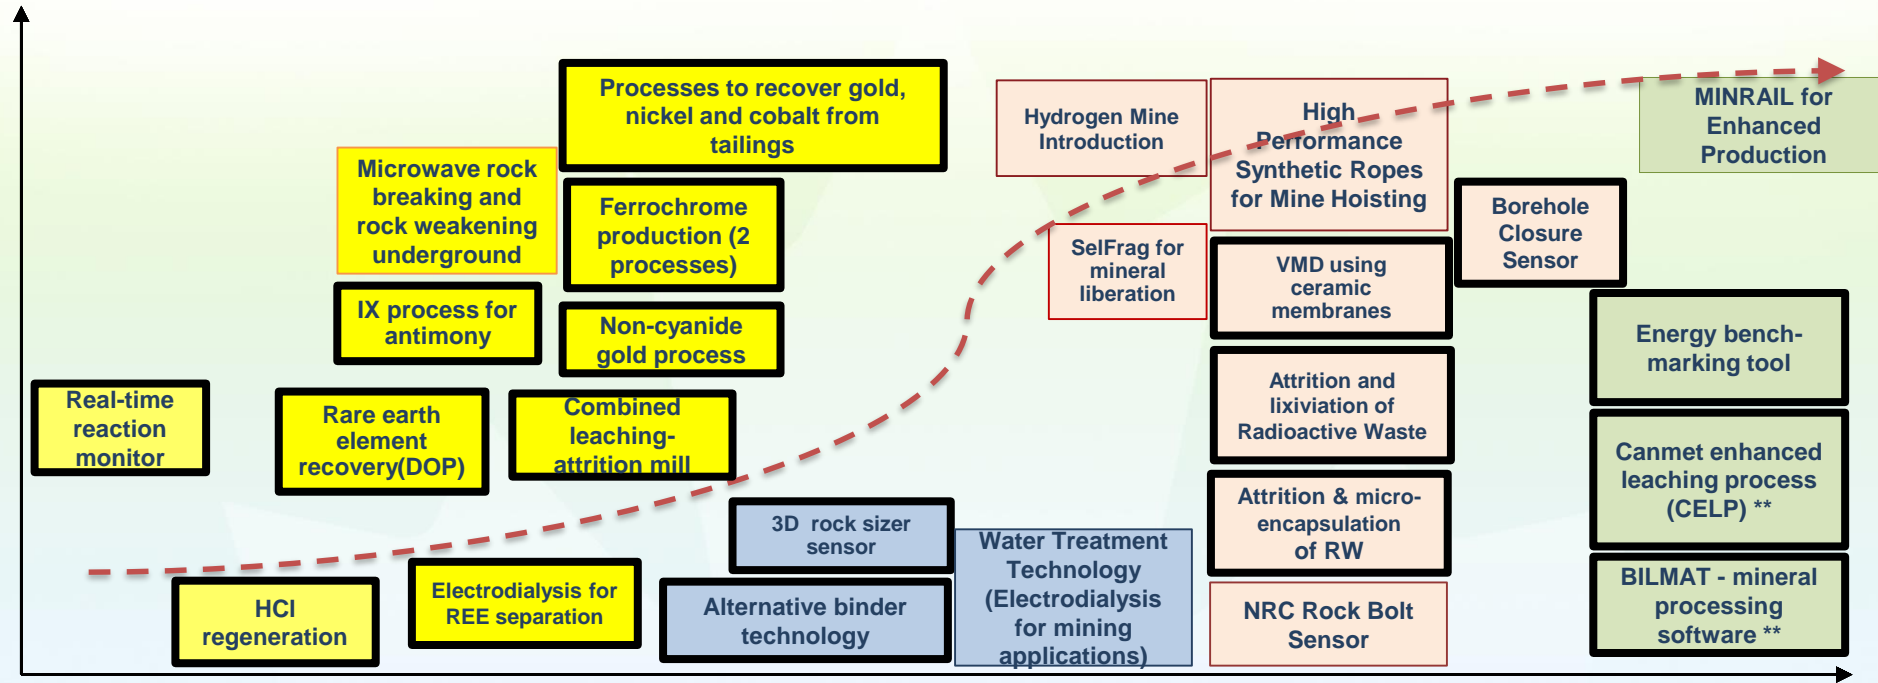 Processes to recover gold,
nickel and cobalt from
tailings
Microwave rock
breaking and
rock weakening
underground
Ferrochrome
production (2
processes)
IX process for
antimony
Non-cyanide
gold process
Real-time
reaction
monitor
Rare earth
element
recovery(DOP)
Combined
leaching-
attrition mill
HCl
regeneration
Electrodialysis for
REE separation
3D rock sizer
sensor
Alternative binder
technology
Water Treatment
Technology
(Electrodialysis
for mining
applications)
Hydrogen Mine
Introduction
High
Performance
Synthetic Ropes
for Mine Hoisting
SelFrag for
mineral
liberation
VMD using
ceramic
membranes
Borehole
Closure
Sensor
Attrition and
lixiviation of
Radioactive Waste
Attrition & micro-
encapsulation
of RW
NRC Rock Bolt
Sensor
MINRAIL for
Enhanced
Production
Energy bench-
marking tool
Canmet enhanced
leaching process
(CELP) **
BILMAT - mineral
processing
software **